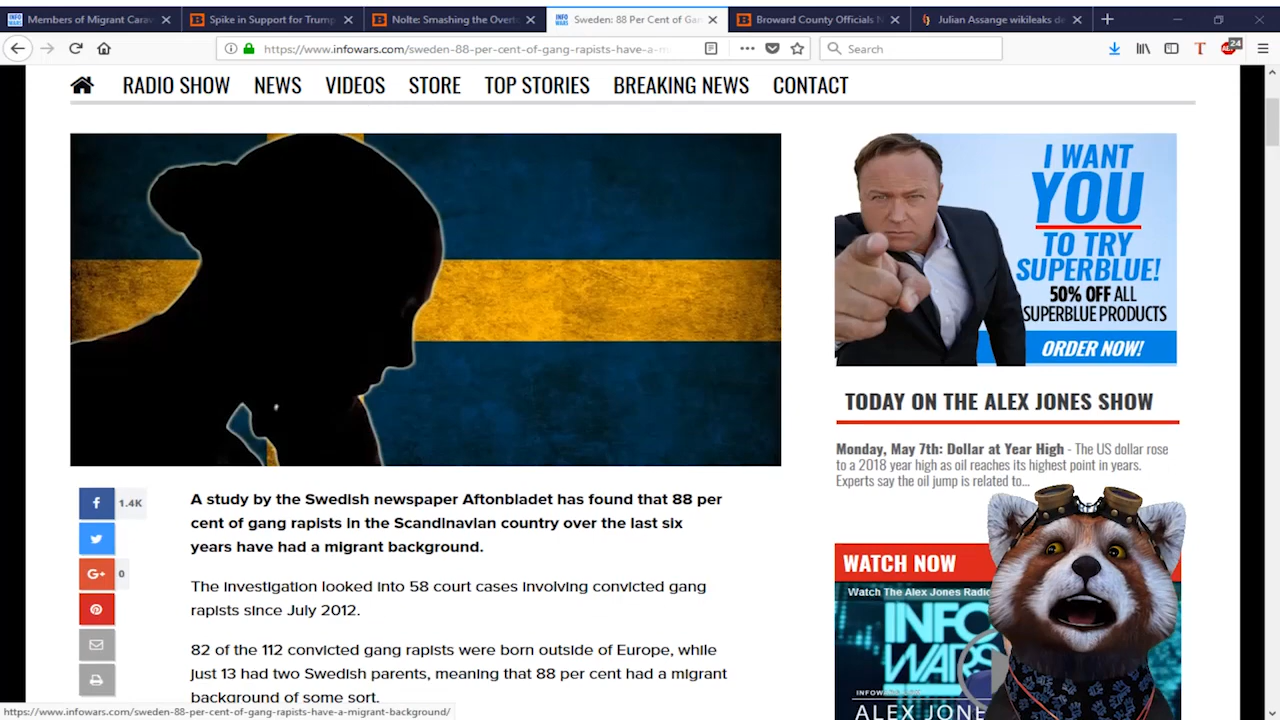 Members of Migrant Carav
Spike in Support for Trump
Nolte: Smashing the Overto
Sweden: 88 Per Cent of Gan
Broward County Officials N
Julian Assange wikileaks de
https://www.infowars.com/sweden-88-per-cent-of-gang-rapists-have-a-m
Search
24
RADIO SHOW NEWS VIDEOS STORE TOP STORIES BREAKING NEWS CONTACT
I WANT
YOU
TO TRY
SUPERBLUE!
50% OFF ALL
SUPERBLUE PRODUCTS
ORDER NOW!
TODAY ON THE ALEX JONES SHOW
Monday, May 7th: Dollar at Year High - The US dollar rose
to a 2018 year high as oil reaches its highest point in years.
Experts say the oil jump is related to...
1.4K
G+ 0
A study by the Swedish newspaper Aftonbladet has found that 88 per
cent of gang rapists in the Scandinavian country over the last six
years have had a migrant background.
The investigation looked into 58 court cases involving convicted gang
rapists since July 2012.
82 of the 112 convicted gang rapists were born outside of Europe, while
just 13 had two Swedish parents, meaning that 88 per cent had a migrant
background of some sort.
WATCH NOW
Watch The Alex Jones Radio
INFO
WARS
ALEX JONE
https://www.infowars.com/sweden-88-per-cent-of-gang-rapists-have-a-migrant-background/